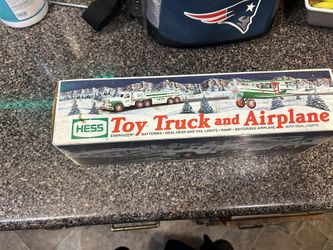 HESS
Toy Truck and Airplane
ENERGIZER® BATTERIES • REAL HEAD AND TAIL LIGHTS • RAMP • MOTORIZED AIRPLANE WITH REAL LIGHTS